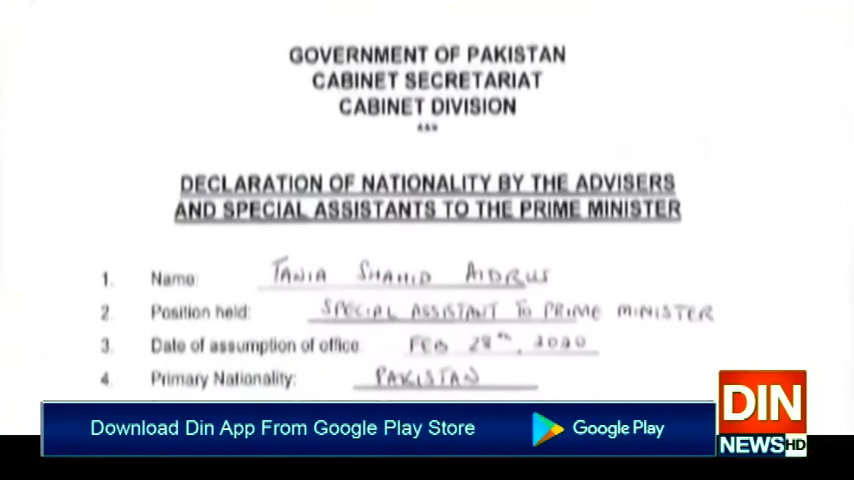 GOVERNMENT OF PAKISTAN
CABINET SECRETARIAT
CABINET DIVISION
***
DECLARATION OF NATIONALITY BY THE ADVISERS
AND SPECIAL ASSISTANTS TO THE PRIME MINISTER
1. Name: TANIA SHAHID AIDRUS
2. Position held: SPECIAL ASSISTANT TO PRIME MINISTER
3. Date of assumption of office: FEB 28th, 2020
4. Primary Nationality: PAKISTAN
Download Din App From Google Play Store
Google Play
DIN
NEWS HD